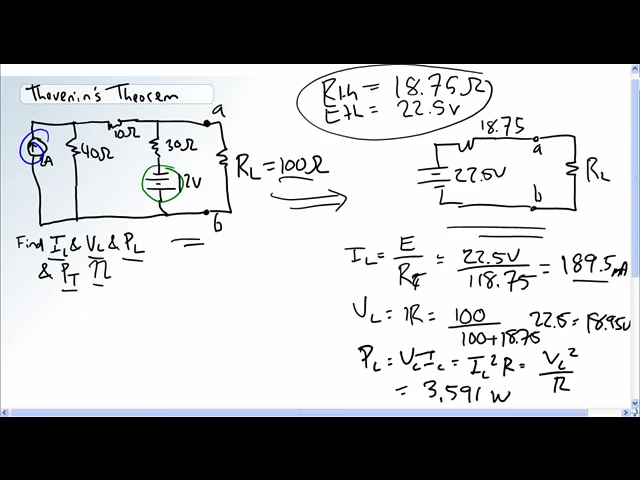 Thevenin's Theorem
Rth = 18.75Ω
Eth = 22.5v
a
10Ω
40Ω
30Ω
12V
RL = 100Ω
b
18.75
a
22.5V
RL
b
Find IL & VL & PL
& PT η
IL = E/RT = 22.5V/118.75 = 189.5mA
VL = IR = 100/100+18.75 22.5 = 18.95V
PL = VLIL = IL²R = VL²/R
= 3.591 W